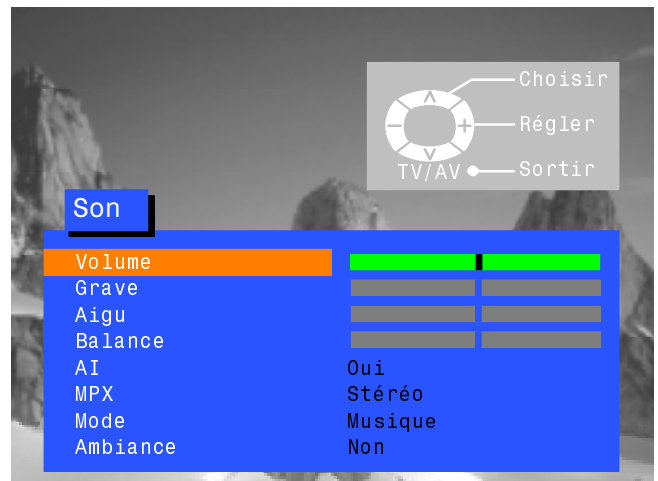 Choisir
Régler
TV/AV Sortir
Son
Volume
Grave
Aigu
Balance
AI Oui
MPX Stéréo
Mode Musique
Ambiance Non